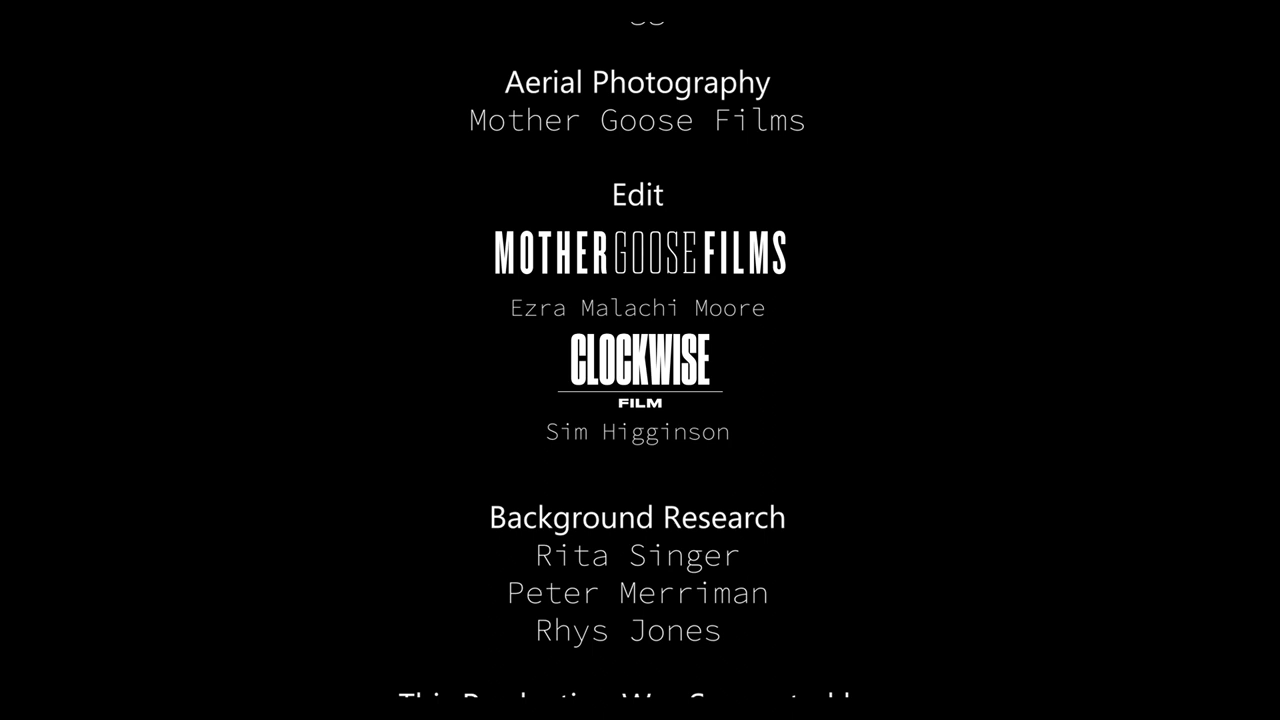 Aerial Photography
Mother Goose Films
Edit
MOTHER GOOSE FILMS
Ezra Malachi Moore
CLOCKWISE
FILM
Sim Higginson
Background Research
Rita Singer
Peter Merriman
Rhys Jones